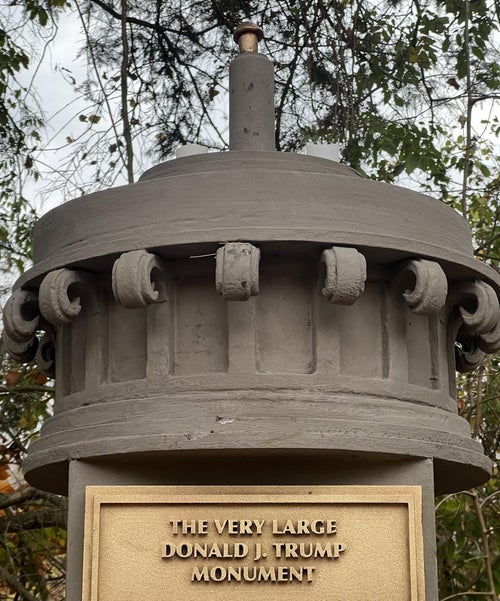 THE VERY LARGE
DONALD J. TRUMP
MONUMENT